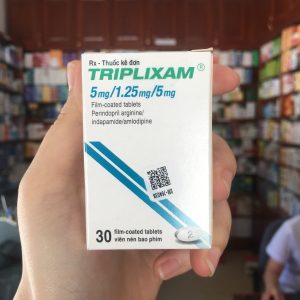 Rx - Thuốc kê đơn
TRIPLIXAM®
5mg/1.25mg/5mg
Film-coated tablets
Perindopril arginine/
indapamide/amlodipine
30 film-coated tablets
viên nén bao phim
2